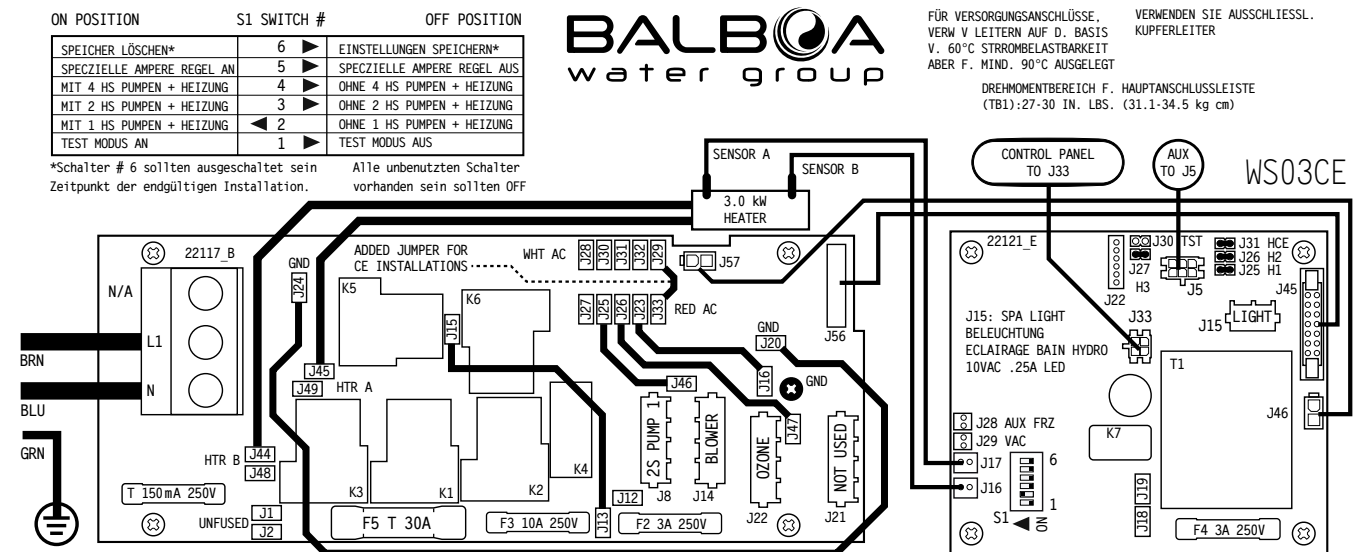 ON POSITION S1 SWITCH # OFF POSITION
SPEICHER LÖSCHEN* 6 ► EINSTELLUNGEN SPEICHERN*
SPECZIELLE AMPERE REGEL AN 5 ► SPECZIELLE AMPERE REGEL AUS
MIT 4 HS PUMPEN + HEIZUNG 4 ► OHNE 4 HS PUMPEN + HEIZUNG
MIT 2 HS PUMPEN + HEIZUNG 3 ► OHNE 2 HS PUMPEN + HEIZUNG
MIT 1 HS PUMPEN + HEIZUNG ◄ 2 OHNE 1 HS PUMPEN + HEIZUNG
TEST MODUS AN 1 ► TEST MODUS AUS
*Schalter # 6 sollten ausgeschaltet sein
Zeitpunkt der endgültigen Installation.
Alle unbenutzten Schalter
vorhanden sein sollten OFF
BALBOA
water group
FÜR VERSORGUNGSANSCHLÜSSE,
VERW V LEITERN AUF D. BASIS
V. 60°C STRROMBELASTBARKEIT
ABER F. MIND. 90°C AUSGELEGT
VERWENDEN SIE AUSSCHLIESSL.
KUPFERLEITER
DREHMOMENTBEREICH F. HAUPTANSCHLUSSLEISTE
(TB1):27-30 IN. LBS. (31.1-34.5 kg cm)
SENSOR A
SENSOR B
3.0 kW
HEATER
CONTROL PANEL
TO J33
AUX
TO J5
WS03CE
22117_B
N/A
L1
N
BRN
BLU
GRN
GND
J24
ADDED JUMPER FOR
CE INSTALLATIONS
WHT AC
J28
J30
J31
J32
J29
J57
K5
K6
J15
J27
J25
J26
J23
J33
RED AC
J56
GND
J20
J45
J49
HTR A
J46
J16
GND
J47
HTR B
J44
J48
K3
K1
K2
K4
2S PUMP 1
J8
BLOWER
J14
OZONE
J22
NOT USED
J21
T 150mA 250V
UNFUSED
J1
J2
F5 T 30A
F3 10A 250V
J13
J12
F2 3A 250V
22121_E
J22
J30 TST
J27
H3
J5
J31 HCE
J26 H2
J25 H1
J45
J15: SPA LIGHT
BELEUCHTUNG
ECLAIRAGE BAIN HYDRO
10VAC .25A LED
J33
J15
LIGHT
T1
J46
K7
J28 AUX FRZ
J29 VAC
J17
J16
6
1
S1
ON
J19
J18
F4 3A 250V